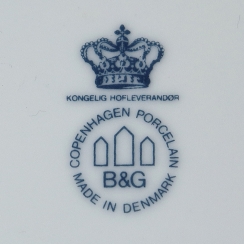 KONGELIG HOFLEVERANDØR
COPENHAGEN PORCELAIN
B&G
MADE IN DENMARK